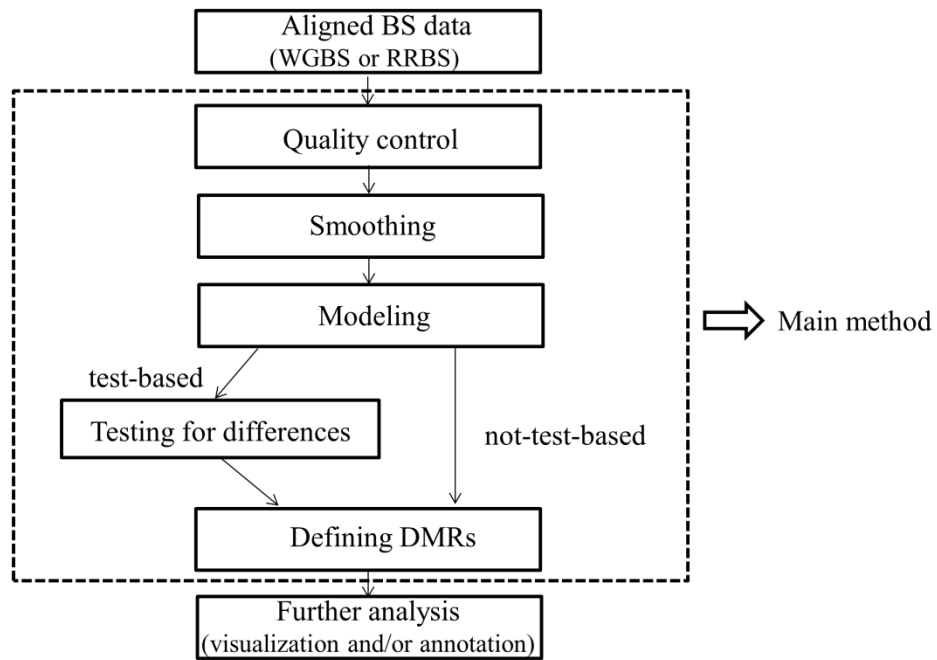 Aligned BS data
(WGBS or RRBS)
Quality control
Smoothing
Modeling
Main method
test-based
Testing for differences
not-test-based
Defining DMRs
Further analysis
(visualization and/or annotation)